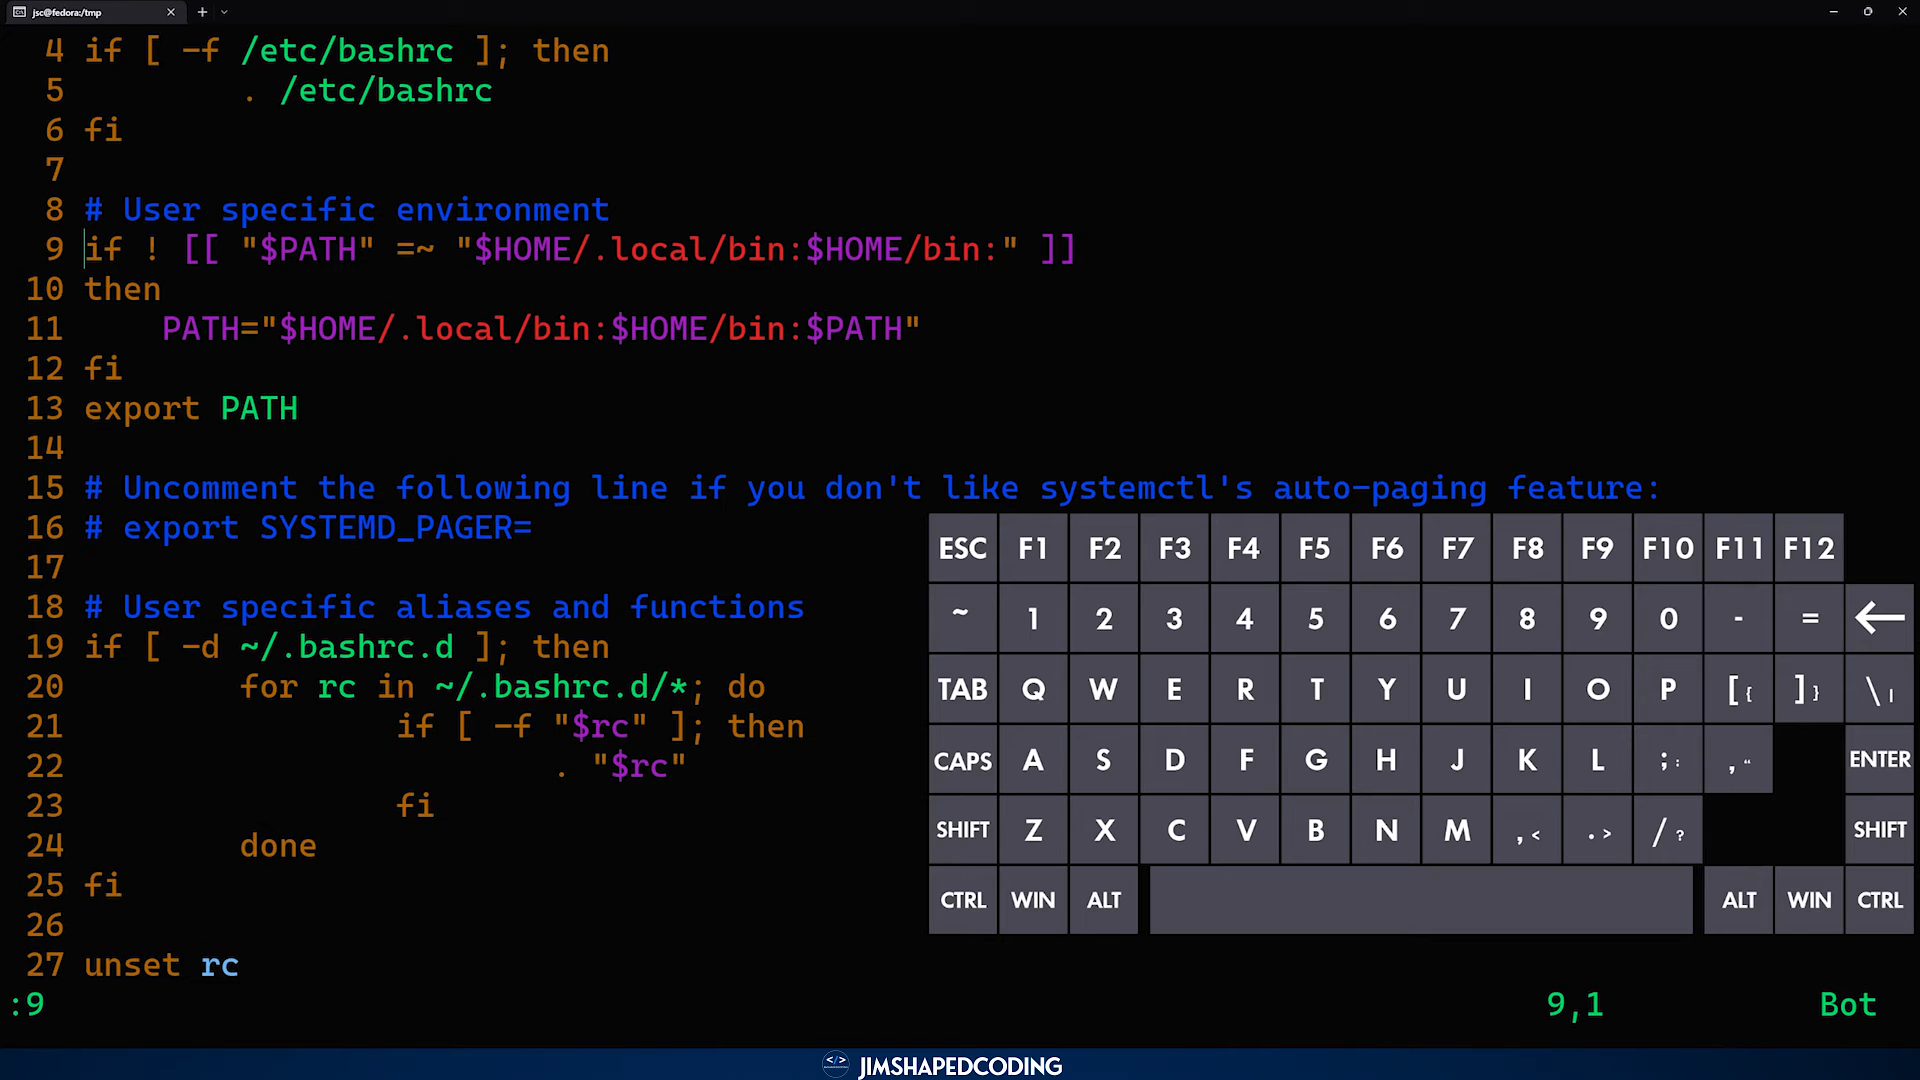 jsc@fedora:/tmp
4 if [ -f /etc/bashrc ]; then
5         . /etc/bashrc
6 fi
7
8 # User specific environment
9 if ! [[ "$PATH" =~ "$HOME/.local/bin:$HOME/bin:" ]]
10 then
11     PATH="$HOME/.local/bin:$HOME/bin:$PATH"
12 fi
13 export PATH
14
15 # Uncomment the following line if you don't like systemctl's auto-paging feature:
16 # export SYSTEMD_PAGER=
17
18 # User specific aliases and functions
19 if [ -d ~/.bashrc.d ]; then
20         for rc in ~/.bashrc.d/*; do
21                 if [ -f "$rc" ]; then
22                         . "$rc"
23                 fi
24         done
25 fi
26
27 unset rc
:9 9,1 Bot
ESC F1 F2 F3 F4 F5 F6 F7 F8 F9 F10 F11 F12
~ 1 2 3 4 5 6 7 8 9 0 - = ←
TAB Q W E R T Y U I O P [ { ] } \ |
CAPS A S D F G H J K L ; : , “ ENTER
SHIFT Z X C V B N M , < . > / ? SHIFT
CTRL WIN ALT ALT WIN CTRL
</> JIMSHAPEDCODING